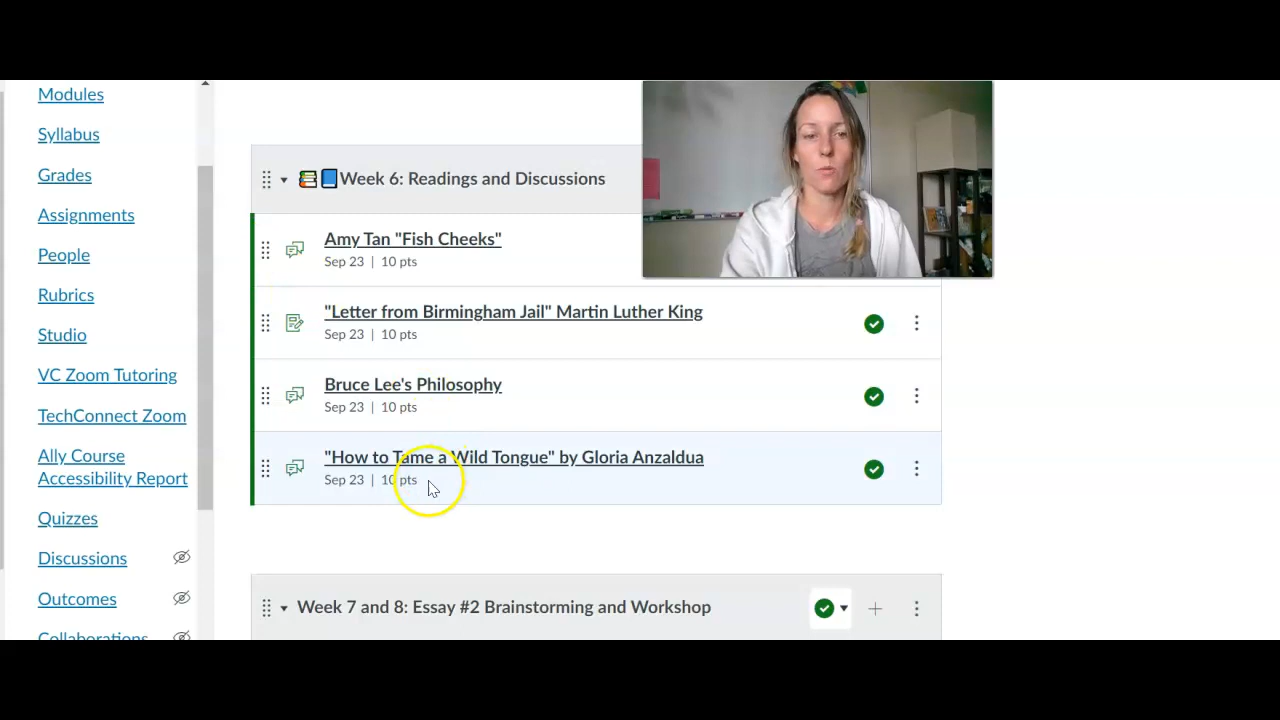 Modules
Syllabus
Grades
Assignments
People
Rubrics
Studio
VC Zoom Tutoring
TechConnect Zoom
Ally Course
Accessibility Report
Quizzes
Discussions
Outcomes
Collaborations
Week 6: Readings and Discussions
Amy Tan "Fish Cheeks"
Sep 23 | 10 pts
"Letter from Birmingham Jail" Martin Luther King
Sep 23 | 10 pts
Bruce Lee's Philosophy
Sep 23 | 10 pts
"How to Tame a Wild Tongue" by Gloria Anzaldua
Sep 23 | 10 pts
Week 7 and 8: Essay #2 Brainstorming and Workshop